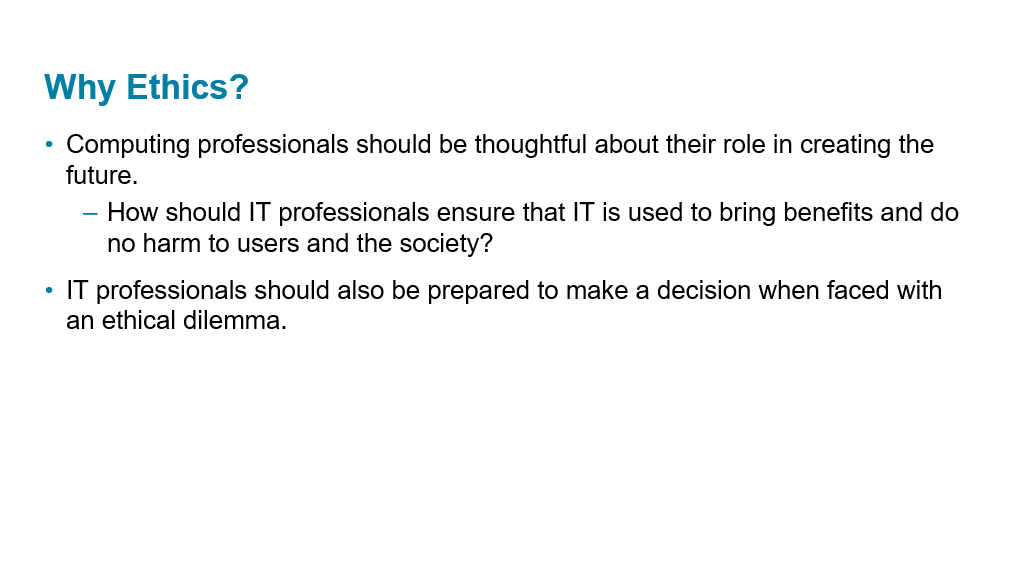 Why Ethics?
• Computing professionals should be thoughtful about their role in creating the
future.
– How should IT professionals ensure that IT is used to bring benefits and do
no harm to users and the society?
• IT professionals should also be prepared to make a decision when faced with
an ethical dilemma.